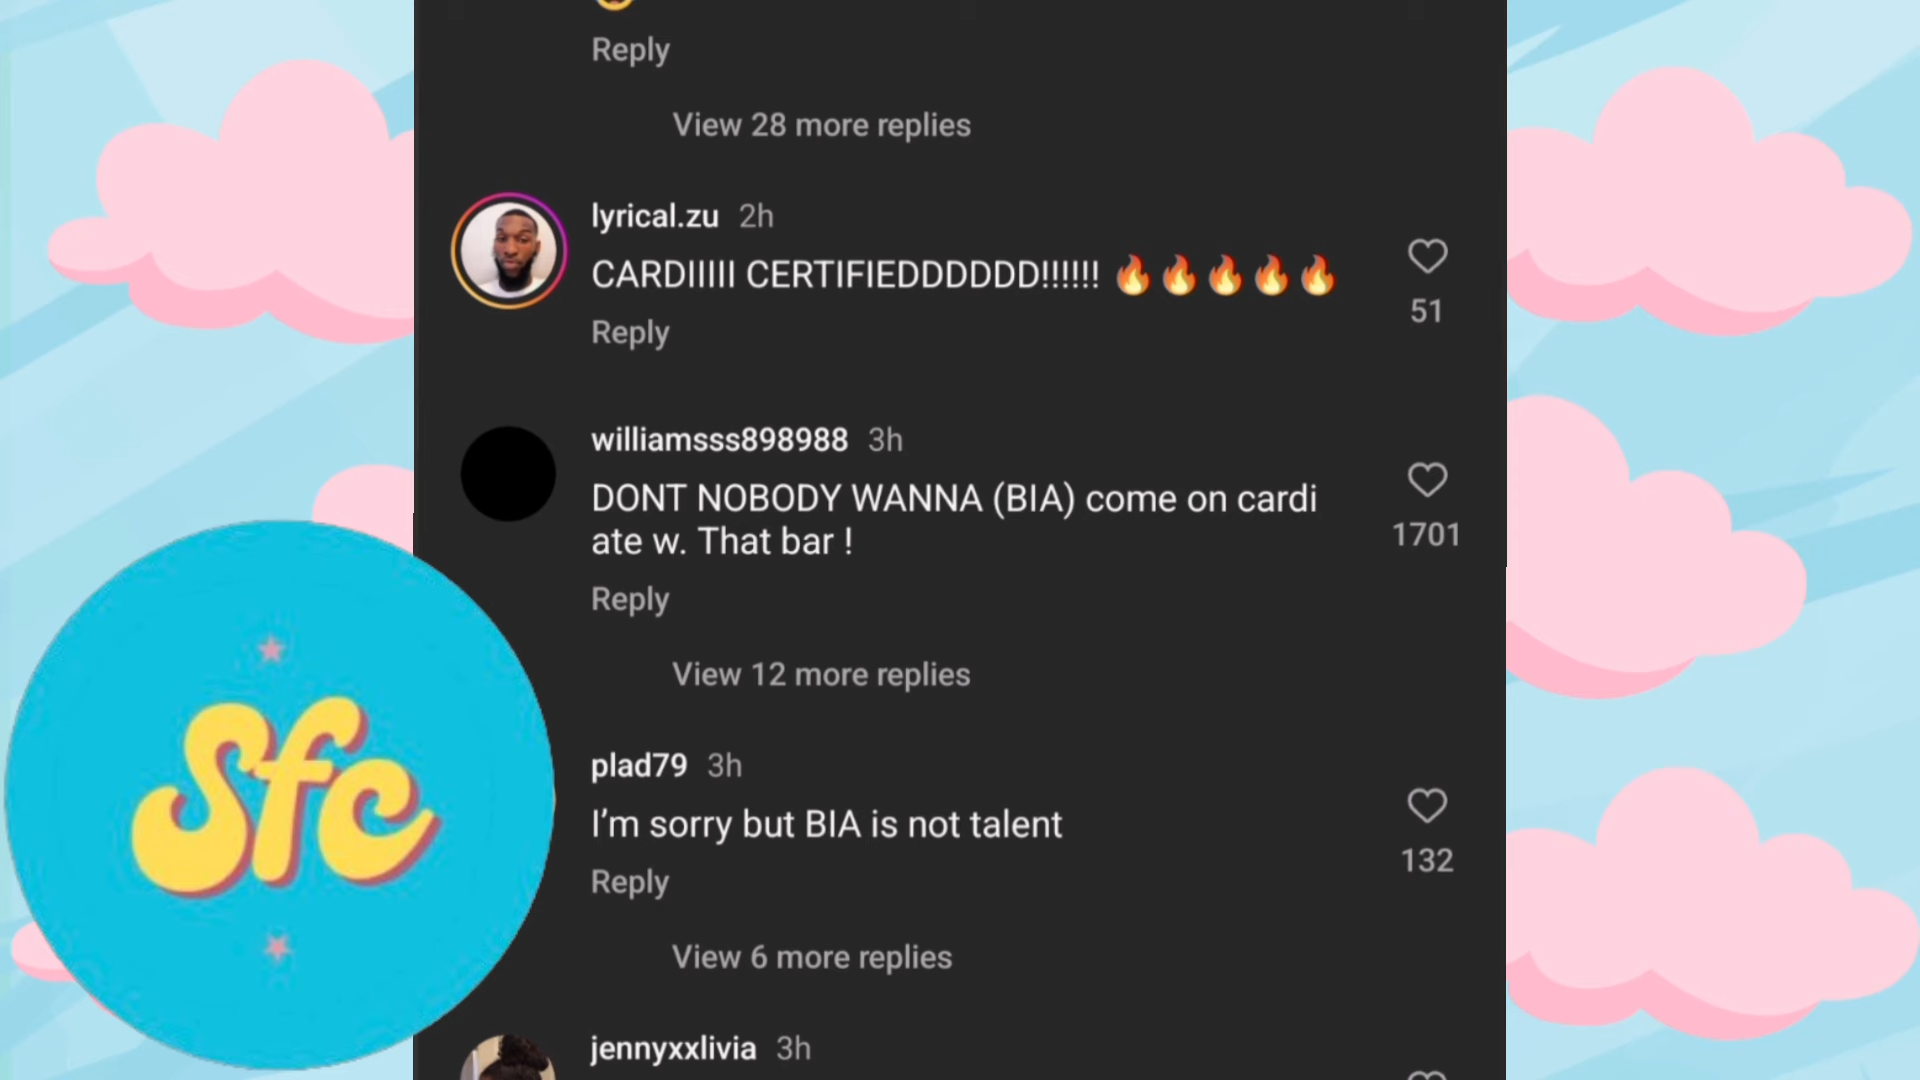 Reply
View 28 more replies
lyrical.zu 2h
CARDIIIII CERTIFIEDDDDDD!!!!!! 🔥🔥🔥🔥🔥
51
Reply
williamsss898988 3h
DONT NOBODY WANNA (BIA) come on cardi
ate w. That bar !
1701
Reply
View 12 more replies
plad79 3h
I'm sorry but BIA is not talent
132
Reply
View 6 more replies
jennyxxlivia 3h
Sfc